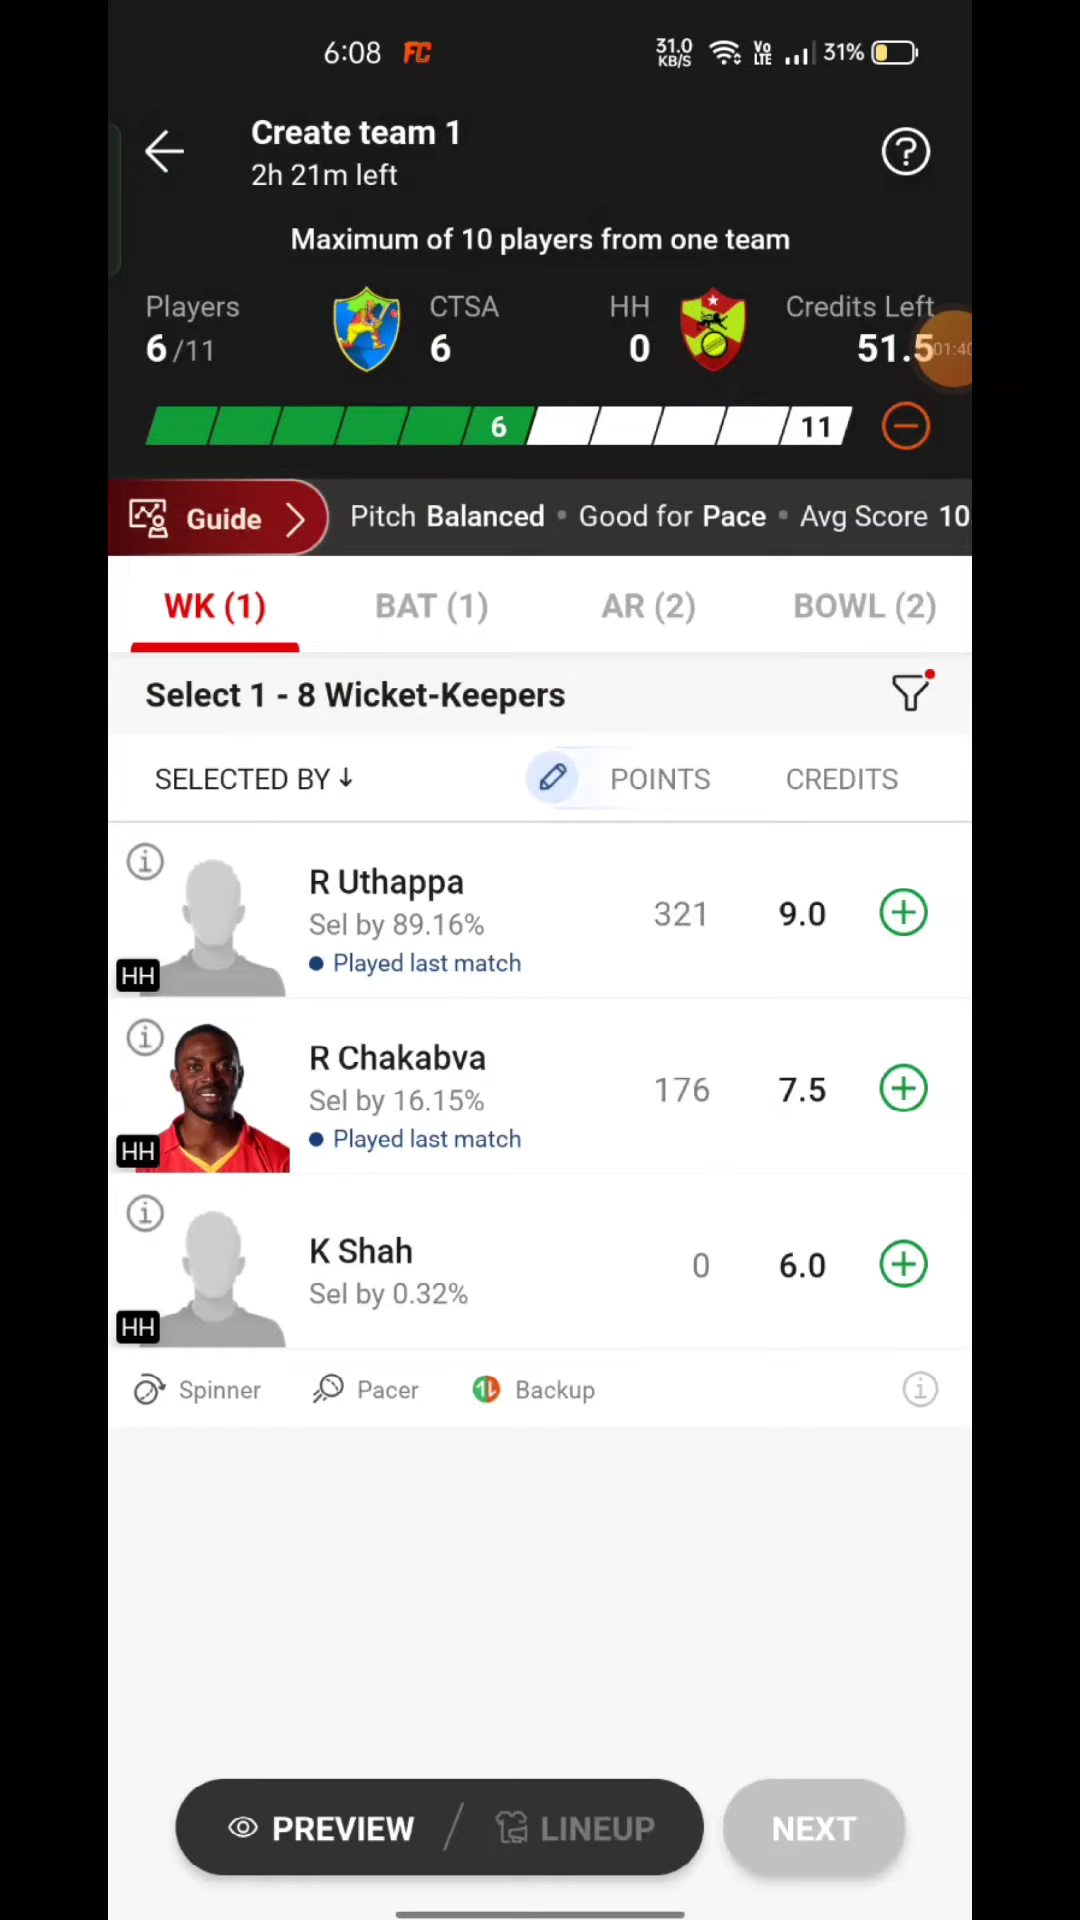 6:08 FC 31.0 KB/S Vo LTE 31%
Create team 1
2h 21m left
Maximum of 10 players from one team
Players CTSA HH Credits Left
6/11 6 0 51.5 01:40
6 11
Guide Pitch Balanced • Good for Pace • Avg Score 10
WK (1) BAT (1) AR (2) BOWL (2)
Select 1 - 8 Wicket-Keepers
SELECTED BY ↓ POINTS CREDITS
R Uthappa
Sel by 89.16% 321 9.0
Played last match
HH
R Chakabva
Sel by 16.15% 176 7.5
Played last match
HH
K Shah
Sel by 0.32% 0 6.0
HH
Spinner Pacer Backup
PREVIEW / LINEUP NEXT